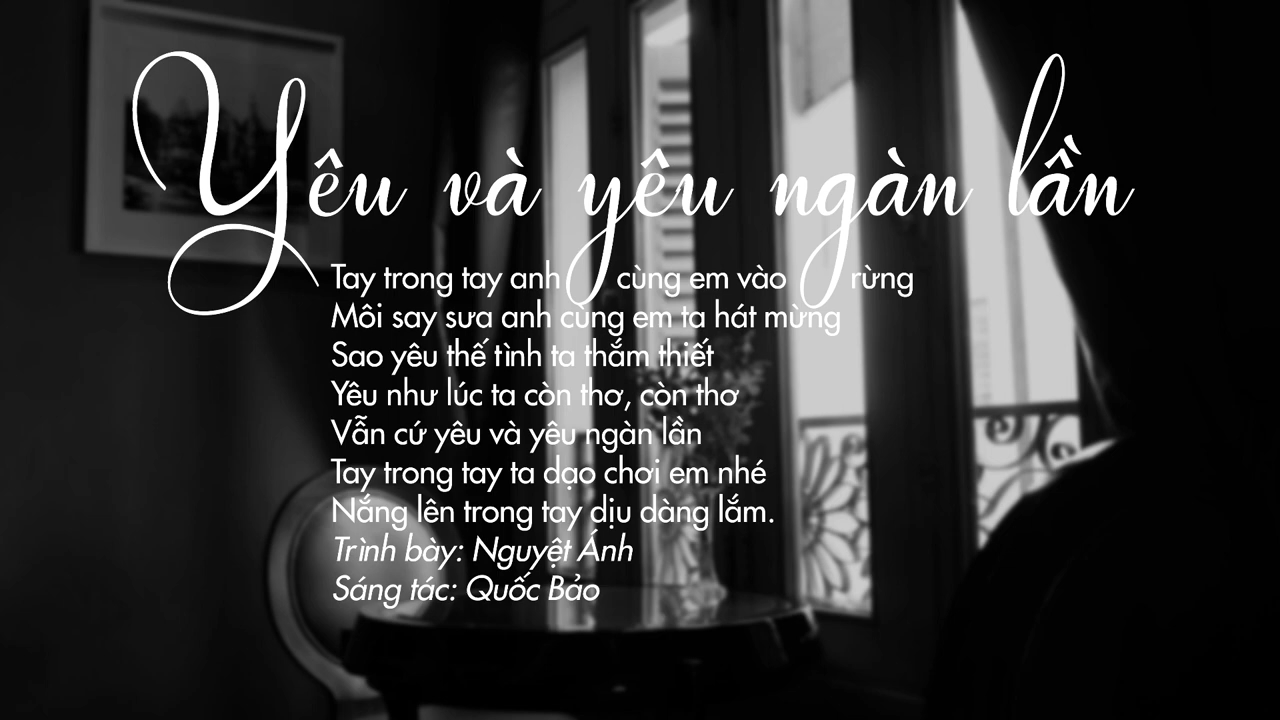 Yêu và yêu ngàn lần
Tay trong tay anh cùng em vào rừng
Môi say sưa anh cùng em ta hát mừng
Sao yêu thế tình ta thắm thiết
Yêu như lúc ta còn thơ, còn thơ
Vẫn cứ yêu và yêu ngàn lần
Tay trong tay ta dạo chơi em nhé
Nắng lên trong tay dịu dàng lắm.
Trình bày: Nguyệt Ánh
Sáng tác: Quốc Bảo